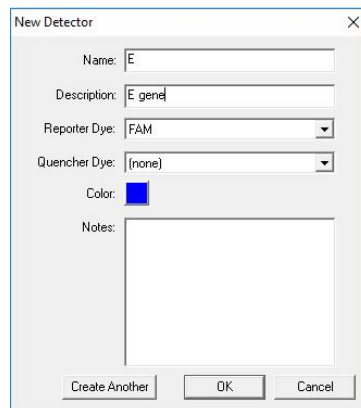 New Detector
Name: E
Description: E gene
Reporter Dye: FAM
Quencher Dye: (none)
Color:
Notes:
Create Another OK Cancel